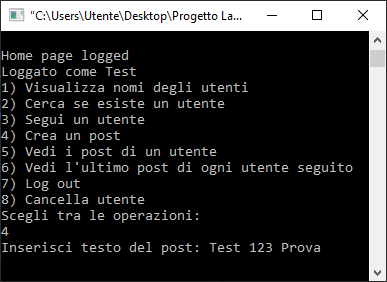 "C:\Users\Utente\Desktop\Progetto La...
Home page logged
Loggato come Test
1) Visualizza nomi degli utenti
2) Cerca se esiste un utente
3) Segui un utente
4) Crea un post
5) Vedi i post di un utente
6) Vedi l'ultimo post di ogni utente seguito
7) Log out
8) Cancella utente
Scegli tra le operazioni:
4
Inserisci testo del post: Test 123 Prova